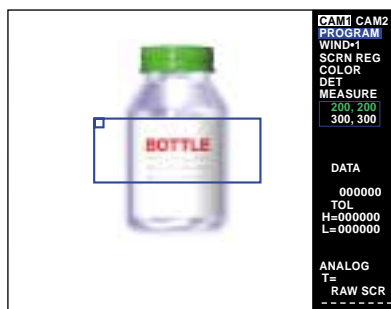 BOTTLE
CAM1 CAM2
PROGRAM
WIND•1
SCRN REG
COLOR
DET
MEASURE
200, 200
300, 300
DATA
000000
TOL
H=000000
L=000000
ANALOG
T=
RAW SCR
-------